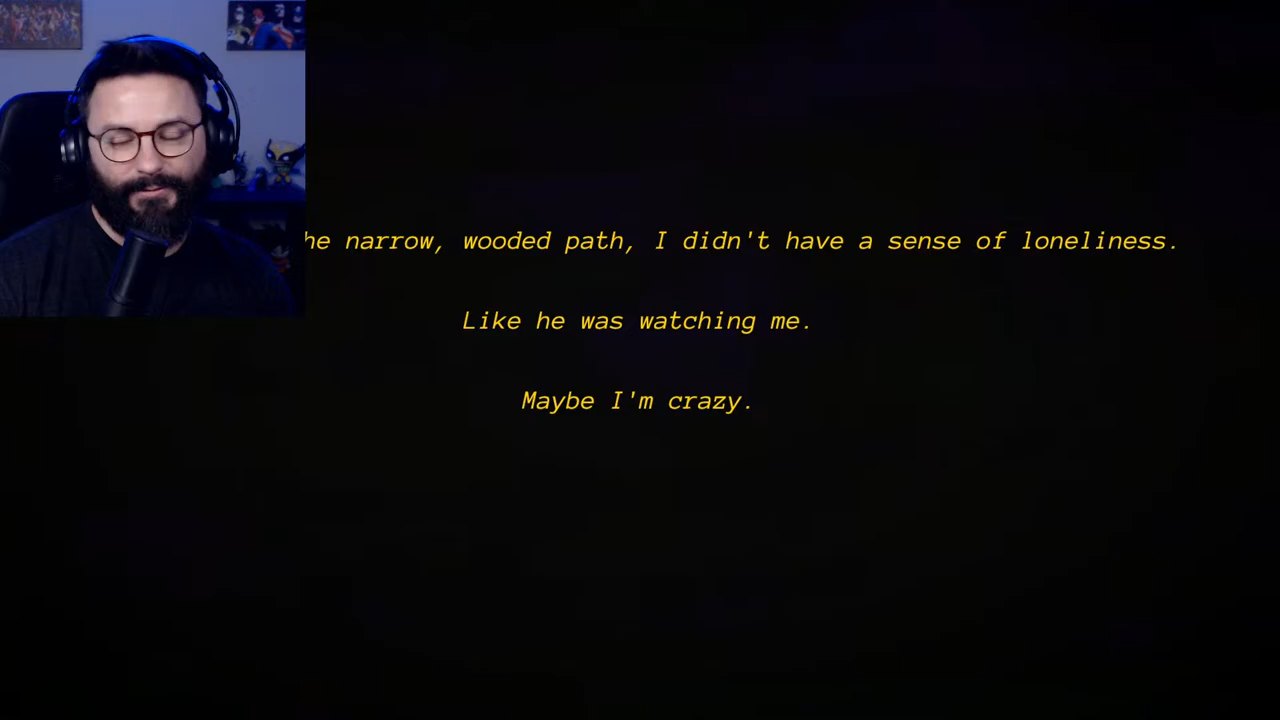 he narrow, wooded path, I didn't have a sense of loneliness.
Like he was watching me.
Maybe I'm crazy.